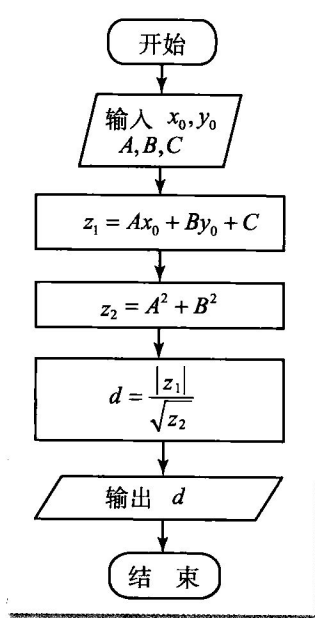 开始
输入 x₀,y₀
A,B,C
z₁ = Ax₀ + By₀ + C
z₂ = A² + B²
d = |z₁| / √z₂
输出 d
结 束